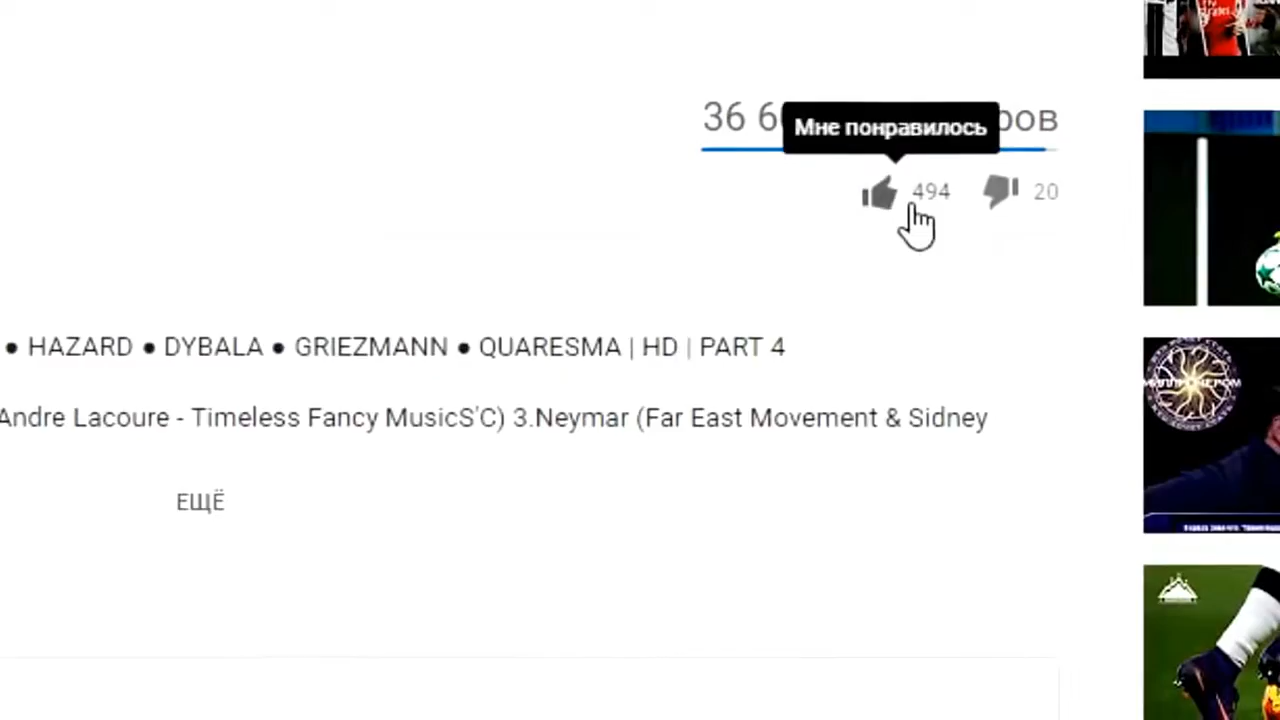 36 6
ров
Мне понравилось
494
20
● HAZARD ● DYBALA ● GRIEZMANN ● QUARESMA | HD | PART 4
Andre Lacoure - Timeless Fancy MusicS'C) 3.Neymar (Far East Movement & Sidney
ЕЩЁ